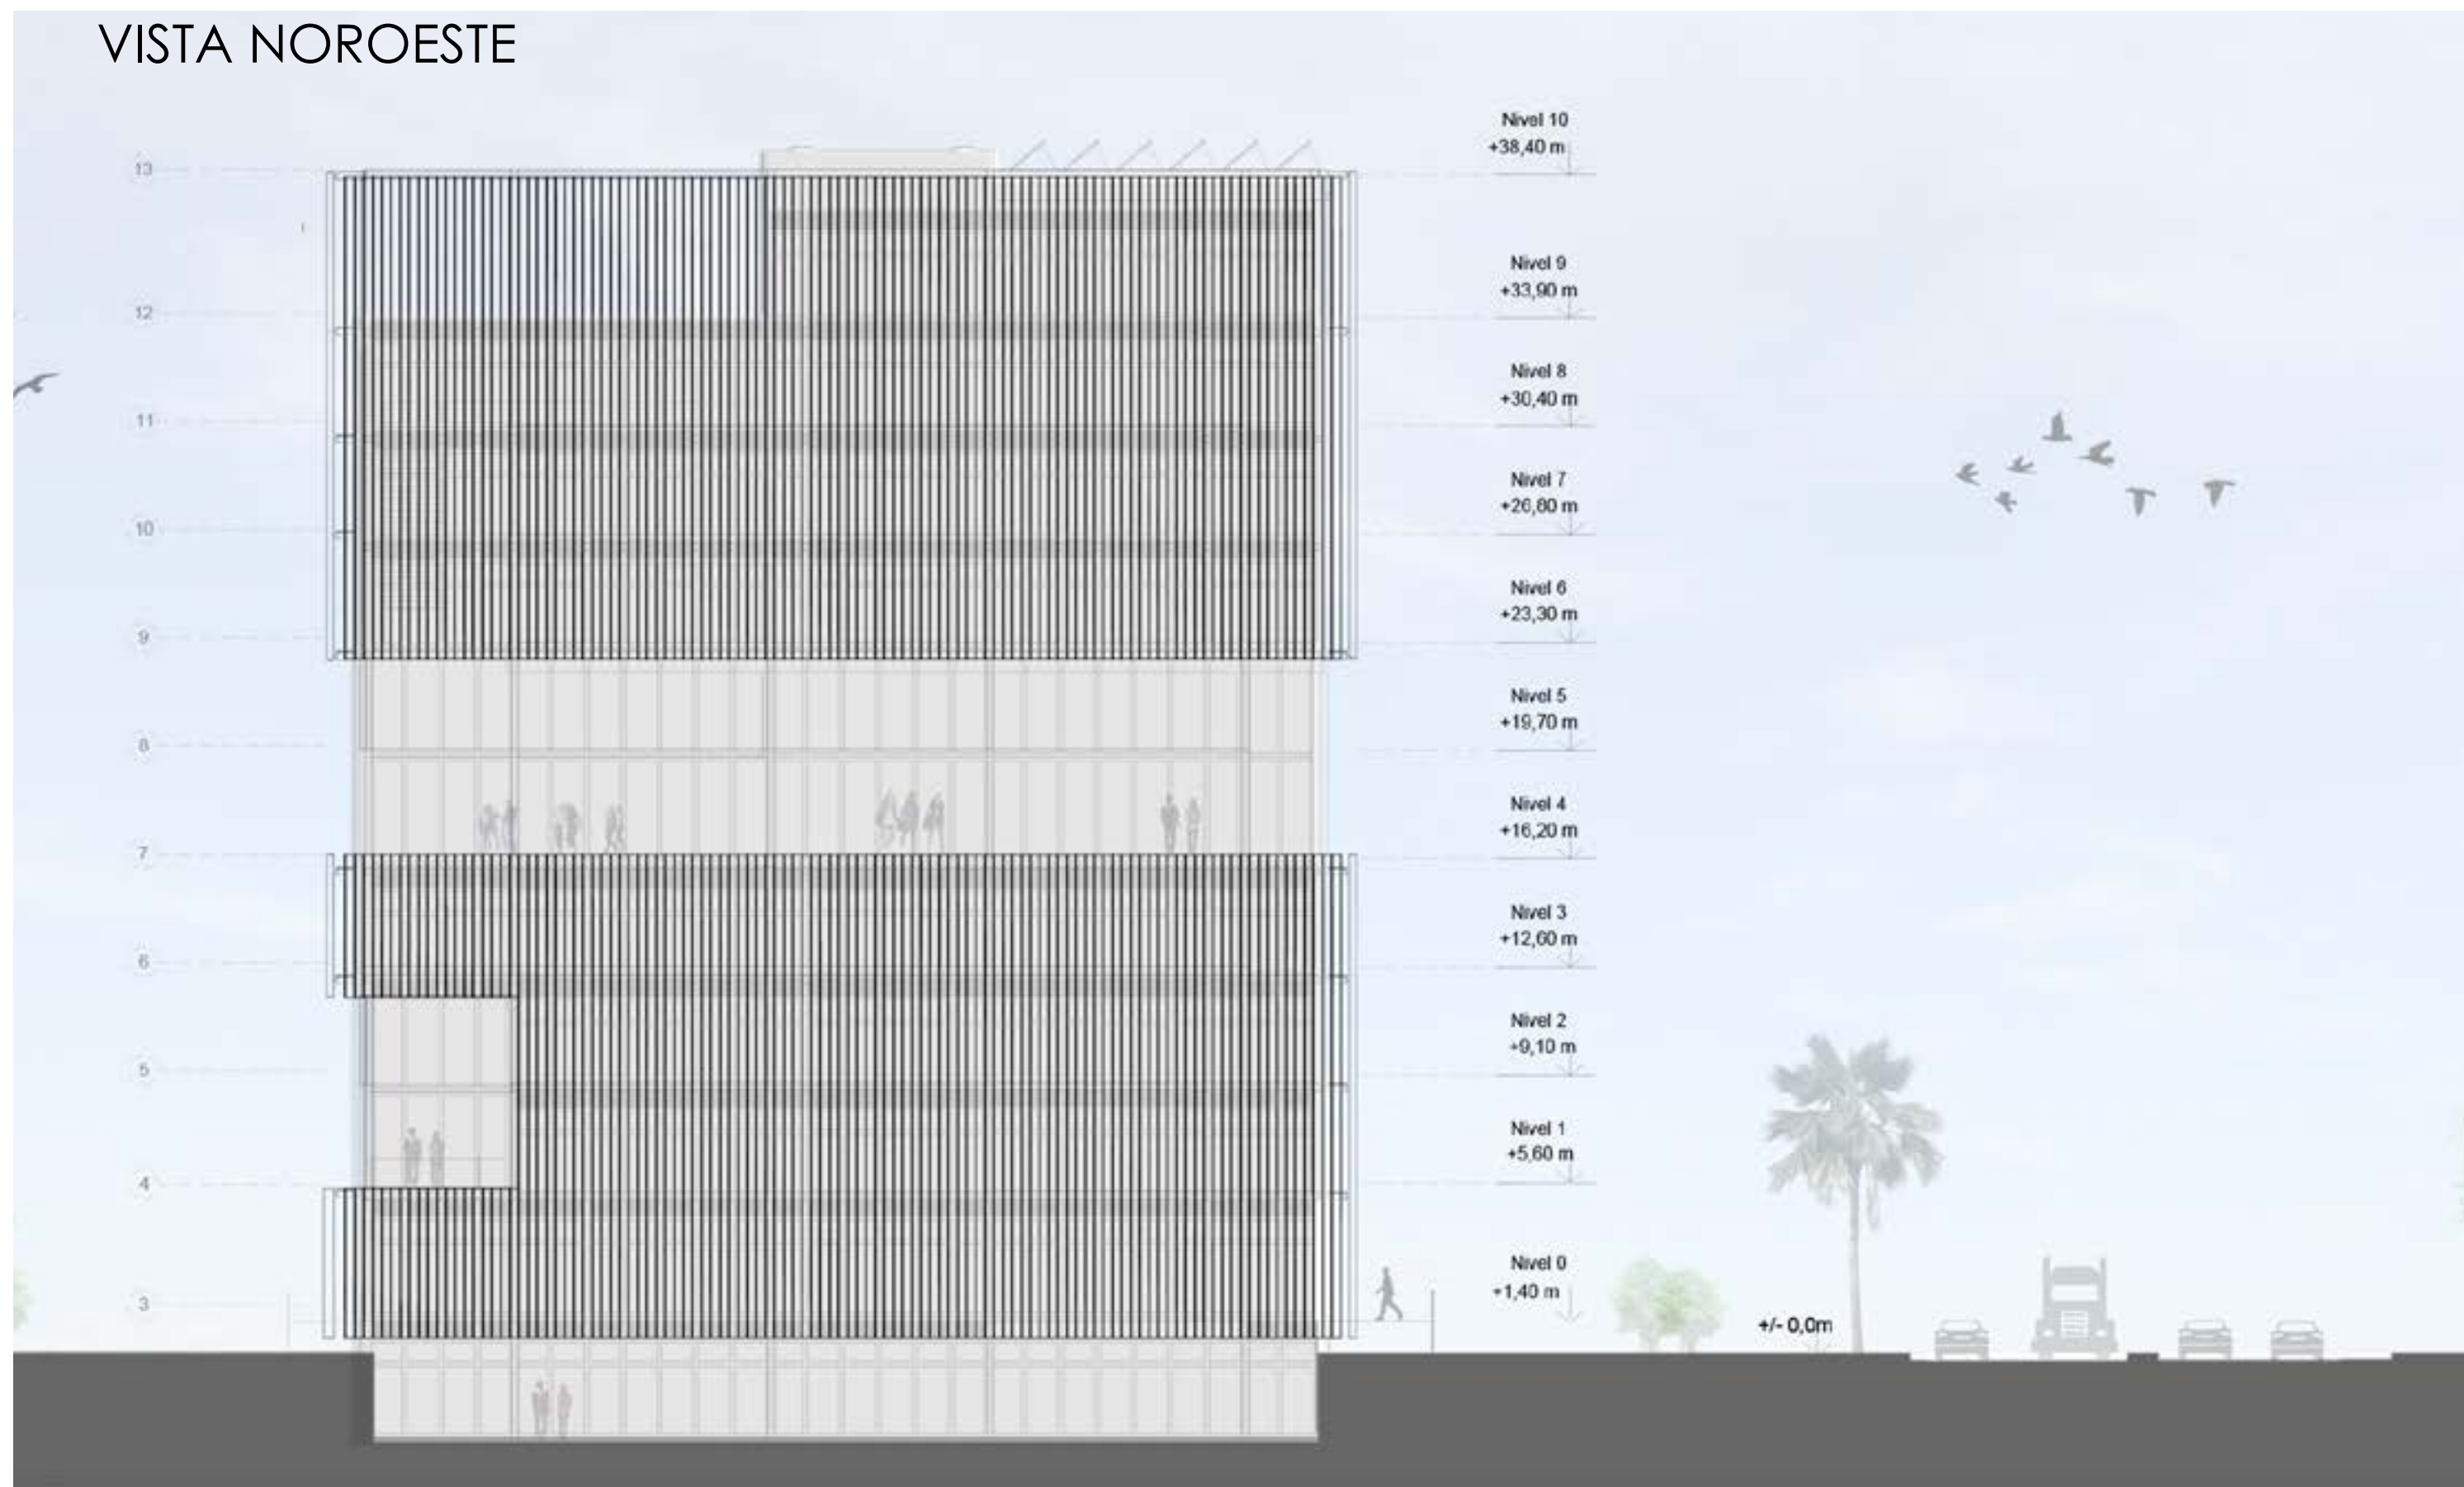 VISTA NOROESTE
Nivel 10
+38,40 m
13
Nivel 9
+33,90 m
12
Nivel 8
+30,40 m
11
Nivel 7
+26,80 m
10
Nivel 6
+23,30 m
9
Nivel 5
+19,70 m
8
Nivel 4
+16,20 m
7
Nivel 3
+12,60 m
6
Nivel 2
+9,10 m
5
Nivel 1
+5,60 m
4
Nivel 0
+1,40 m
3
+/- 0,0m